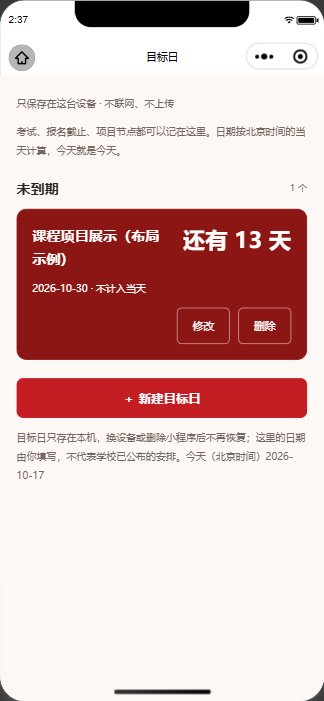 2:37
目标日
只保存在这台设备 · 不联网、不上传
考试、报名截止、项目节点都可以记在这里。日期按北京时间的当
天计算，今天就是今天。
未到期 1 个
课程项目展示（布局
示例）
还有 13 天
2026-10-30 · 不计入当天
修改 删除
+ 新建目标日
目标日只存在本机，换设备或删除小程序后不再恢复；这里的日期
由你填写，不代表学校已公布的安排。今天（北京时间）2026-
10-17